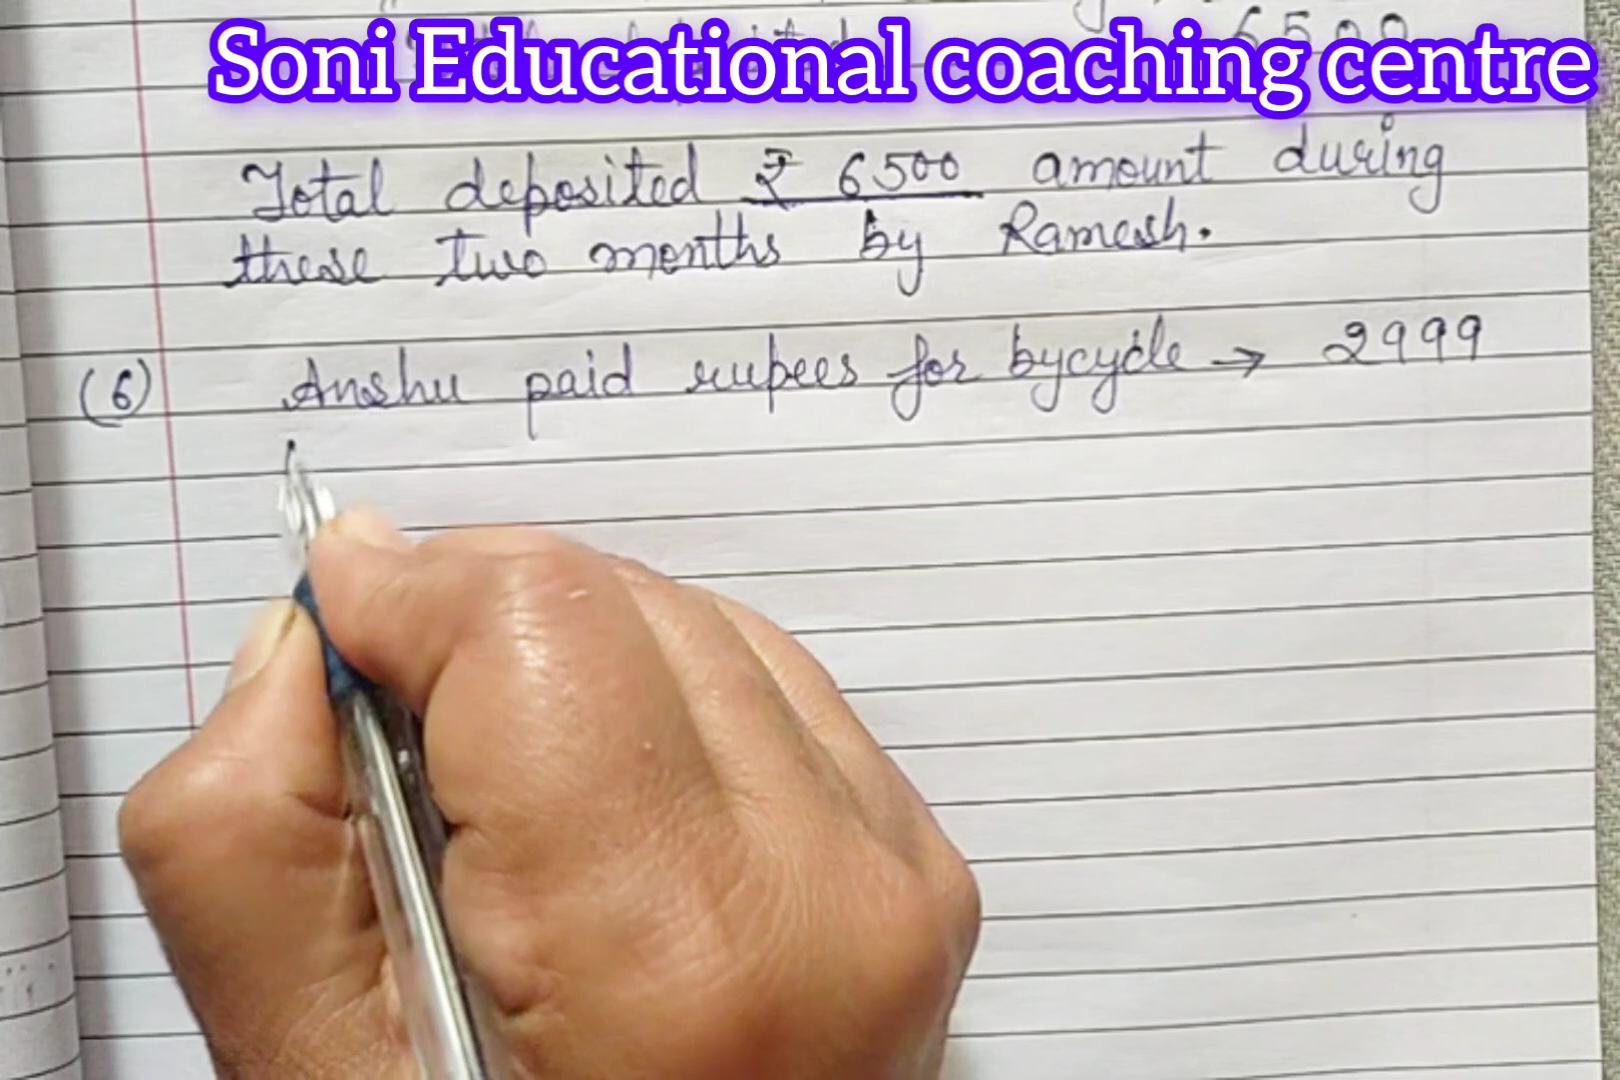 Soni Educational coaching centre
6500
Total deposited ₹ 6500 amount during
these two months by Ramesh.
(6) Anshu paid rupees for bycycle → 2999